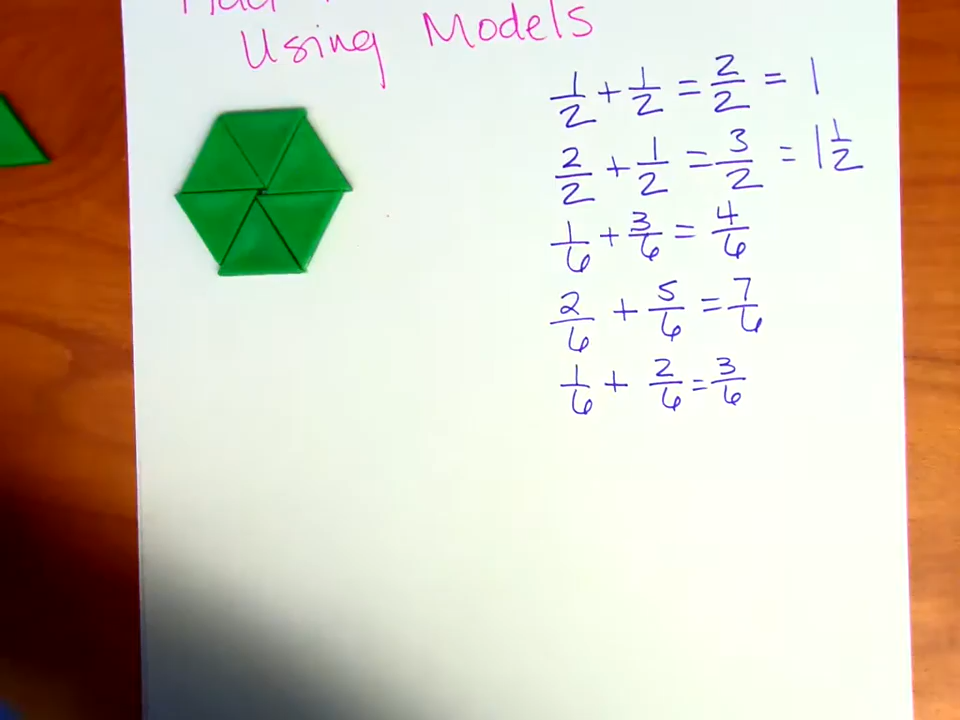 Using Models
1/2 + 1/2 = 2/2 = 1
2/2 + 1/2 = 3/2 = 1 1/2
1/6 + 3/6 = 4/6
2/6 + 5/6 = 7/6
1/6 + 2/6 = 3/6